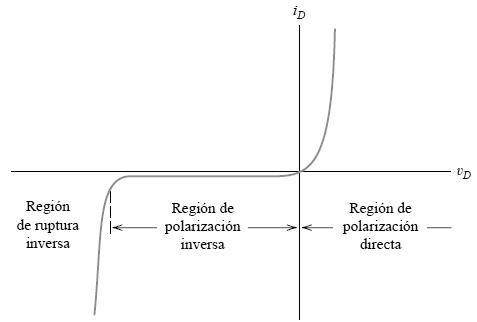 i_D
v_D
Región
de ruptura
inversa
Región de
polarización
inversa
Región de
polarización
directa